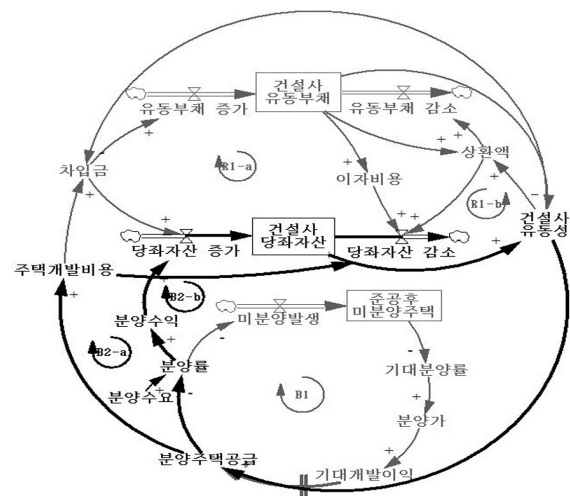 건설사
유동부채
유동부채 증가
유동부채 감소
+
+
+
-
차입금
R1-a
+
이자비용
상환액
+
+
R1-b
-
+
+
+
건설사
유동성
건설사
당좌자산
당좌자산 증가
당좌자산 감소
+
주택개발비용
+
B2-b
분양수익
미분양발생
준공후
미분양주택
+
-
-
B2-a
분양률
기대분양률
+
분양수요
+
-
B1
+
분양가
+
분양주택공급
+
+
기대개발이익